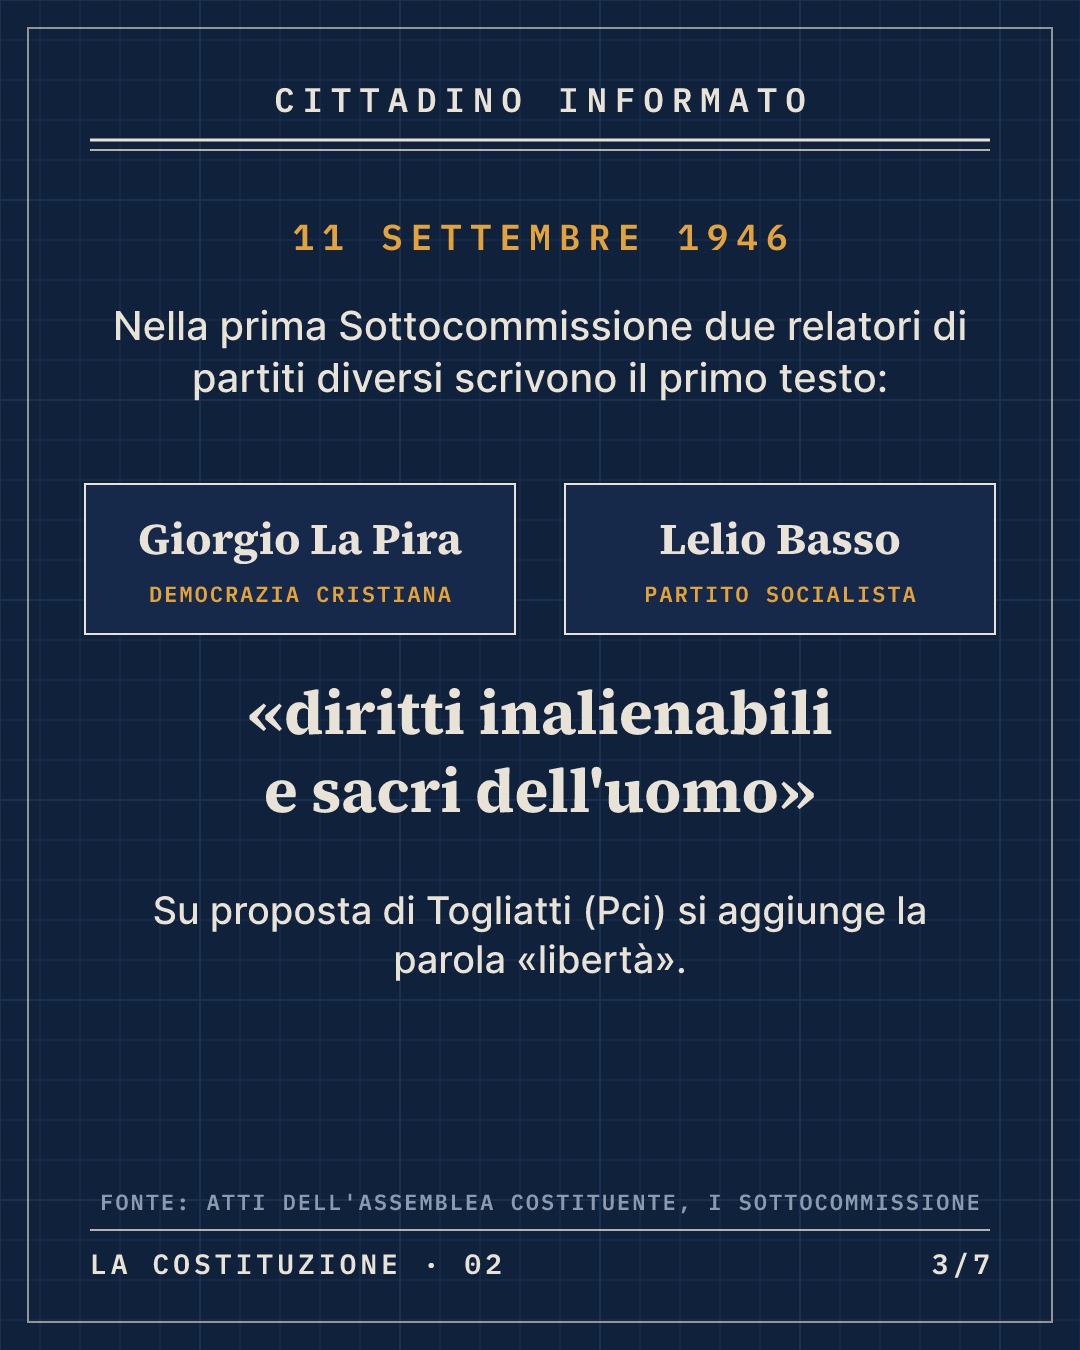 CITTADINO INFORMATO
11 SETTEMBRE 1946
Nella prima Sottocommissione due relatori di
partiti diversi scrivono il primo testo:
Giorgio La Pira
DEMOCRAZIA CRISTIANA
Lelio Basso
PARTITO SOCIALISTA
«diritti inalienabili
e sacri dell'uomo»
Su proposta di Togliatti (Pci) si aggiunge la
parola «libertà».
FONTE: ATTI DELL'ASSEMBLEA COSTITUENTE, I SOTTOCOMMISSIONE
LA COSTITUZIONE · 02
3/7